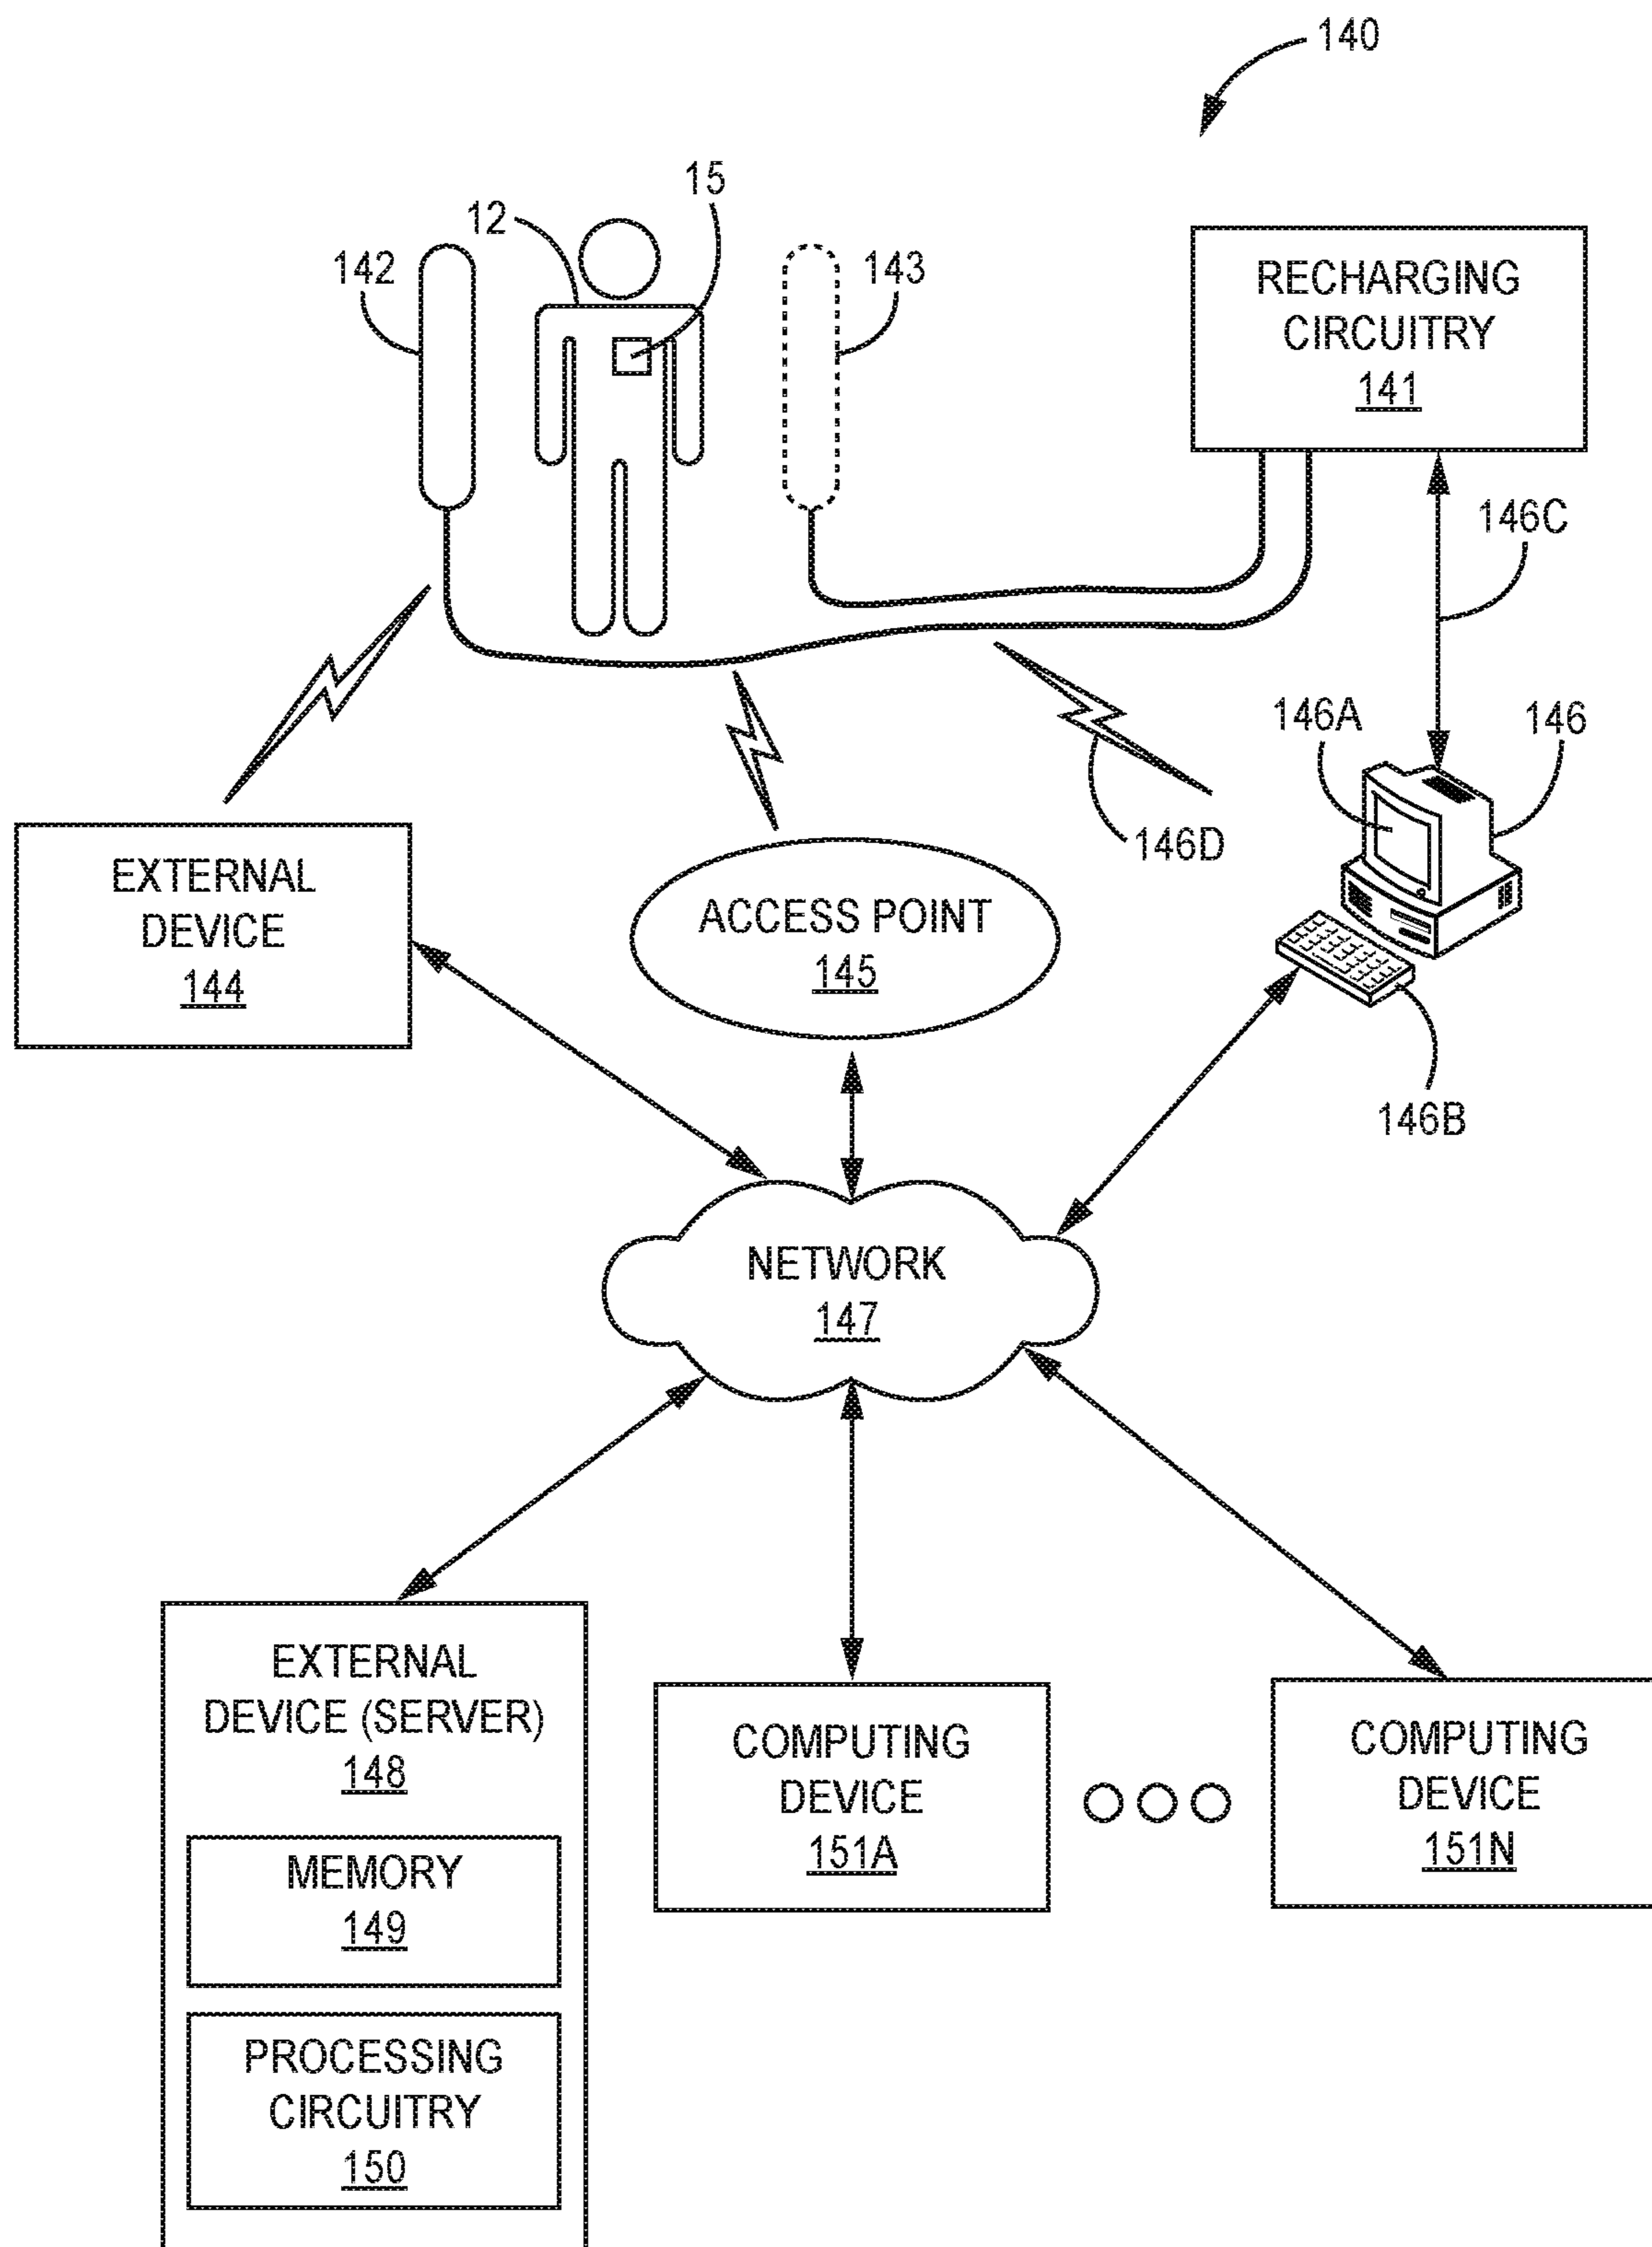 140
15
12
142
143
RECHARGING
CIRCUITRY
141
146C
146A
146
146D
EXTERNAL
DEVICE
144
ACCESS POINT
145
146B
NETWORK
147
EXTERNAL
DEVICE (SERVER)
148
MEMORY
149
PROCESSING
CIRCUITRY
150
COMPUTING
DEVICE
151A
COMPUTING
DEVICE
151N